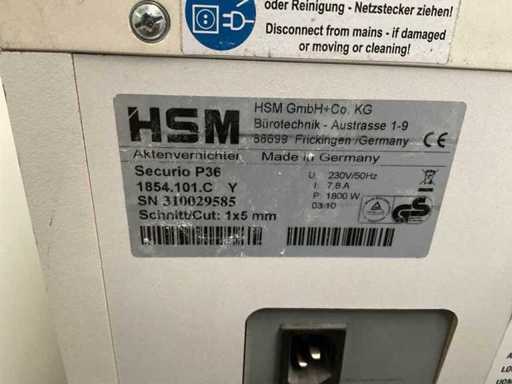 oder Reinigung - Netzstecker ziehen!
Disconnect from mains - if damaged
or moving or cleaning!
HSM
HSM GmbH+Co. KG
Bürotechnik - Austrasse 1-9
88699 Frickingen /Germany
CE
Aktenvernichter Made in Germany
Securio P36
1854.101.C Y
SN 310029585
Schnitt/Cut: 1x5 mm
U: 230V/50Hz
I: 7,8 A
P: 1800 W
03.10
GS